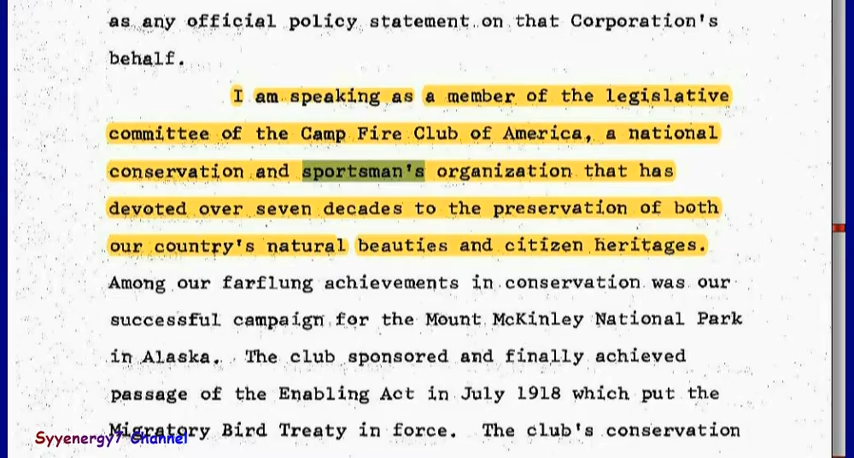 as any official policy statement on that Corporation's
behalf.
I am speaking as a member of the legislative
committee of the Camp Fire Club of America, a national
conservation and sportsman's organization that has
devoted over seven decades to the preservation of both
our country's natural beauties and citizen heritages.
Among our farflung achievements in conservation was our
successful campaign for the Mount McKinley National Park
in Alaska. The club sponsored and finally achieved
passage of the Enabling Act in July 1918 which put the
Migratory Bird Treaty in force. The club's conservation
Syyenergy7 Channel